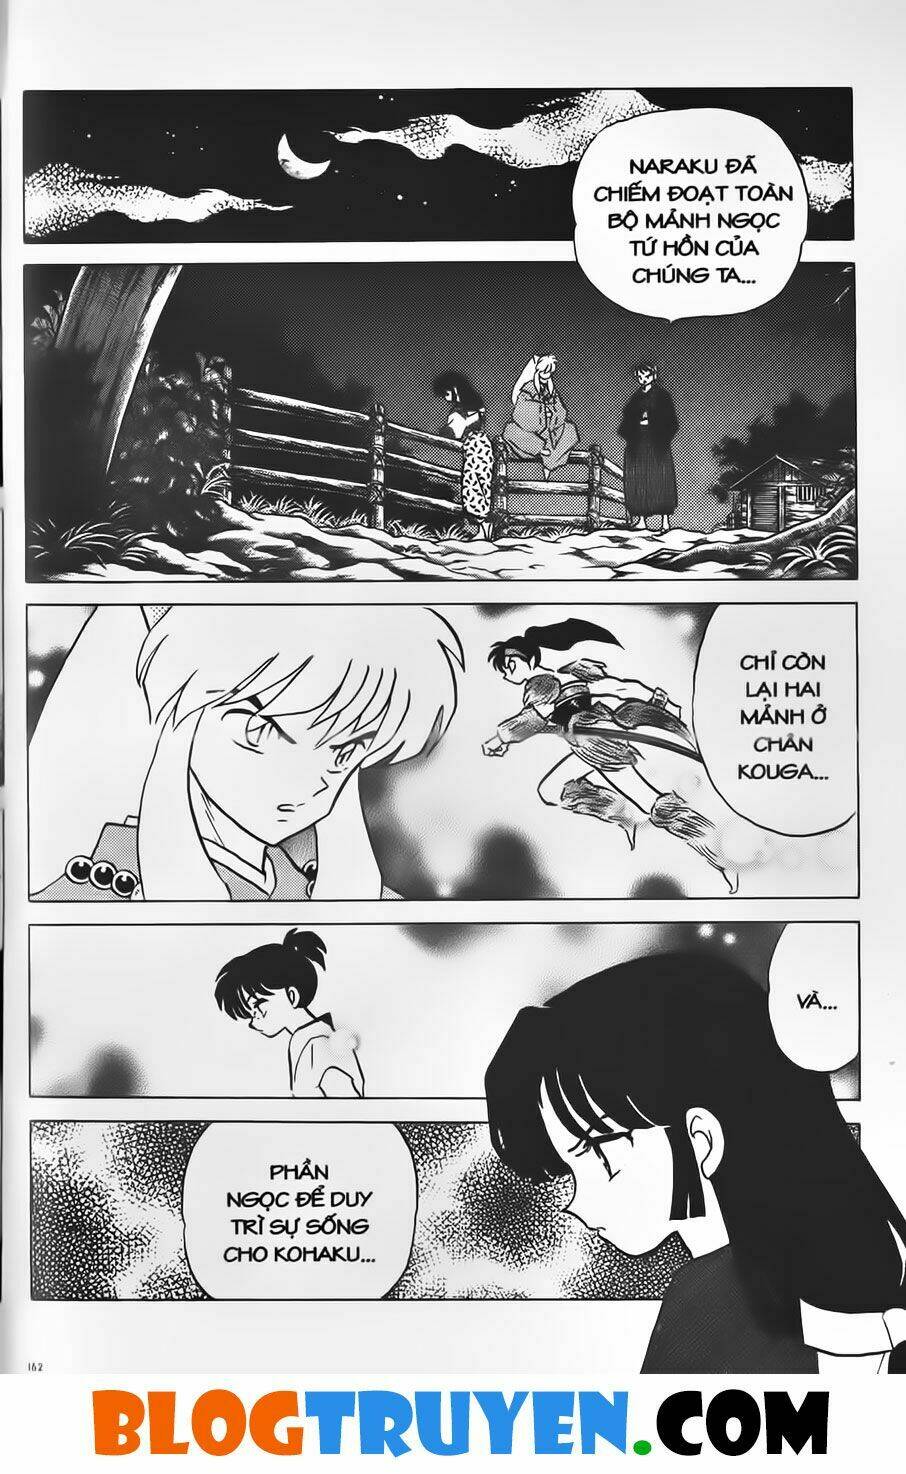 NARAKU ĐÃ
CHIẾM ĐOẠT TOÀN
BỘ MẢNH NGỌC
TỨ HỒN CỦA
CHÚNG TA...
CHỈ CÒN
LẠI HAI
MẢNH Ở
CHÂN
KOUGA...
VÀ...
PHẦN
NGỌC ĐỂ DUY
TRÌ SỰ SỐNG
CHO KOHAKU...
162
BLOGTRUYEN.COM